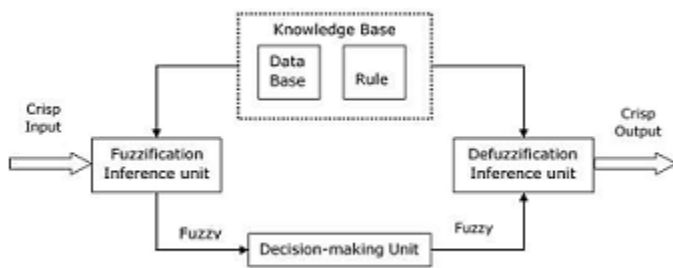 Knowledge Base
Data
Base
Rule
Crisp
Input
Crisp
Output
Fuzzification
Inference unit
Defuzzification
Inference unit
Fuzzy
Decision-making Unit
Fuzzy